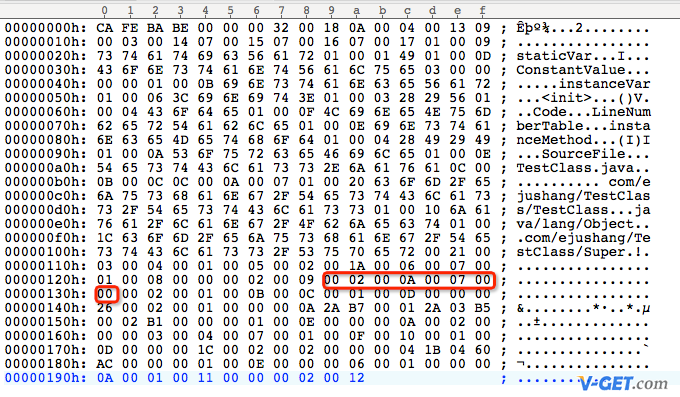 0 1 2 3 4 5 6 7 8 9 a b c d e f
00000000h: CA FE BA BE 00 00 00 32 00 18 0A 00 04 00 13 09 ; Êþº¾...2........
00000010h: 00 03 00 14 07 00 15 07 00 16 07 00 17 01 00 09 ; ................
00000020h: 73 74 61 74 69 63 56 61 72 01 00 01 49 01 00 0D ; staticVar...I...
00000030h: 43 6F 6E 73 74 61 6E 74 56 61 6C 75 65 03 00 00 ; ConstantValue...
00000040h: 00 00 01 00 0B 69 6E 73 74 61 6E 63 65 56 61 72 ; .....instanceVar
00000050h: 01 00 06 3C 69 6E 69 74 3E 01 00 03 28 29 56 01 ; ...<init>...()V.
00000060h: 00 04 43 6F 64 65 01 00 0F 4C 69 6E 65 4E 75 6D ; ..Code...LineNum
00000070h: 62 65 72 54 61 62 6C 65 01 00 0E 69 6E 73 74 61 ; berTable...insta
00000080h: 6E 63 65 4D 65 74 68 6F 64 01 00 04 28 49 29 49 ; nceMethod...(I)I
00000090h: 01 00 0A 53 6F 75 72 63 65 46 69 6C 65 01 00 0E ; ...SourceFile...
000000a0h: 54 65 73 74 43 6C 61 73 73 2E 6A 61 76 61 0C 00 ; TestClass.java..
000000b0h: 0B 00 0C 0C 00 0A 00 07 01 00 20 63 6F 6D 2F 65 ; .......... com/e
000000c0h: 6A 75 73 68 61 6E 67 2F 54 65 73 74 43 6C 61 73 ; jushang/TestClas
000000d0h: 73 2F 54 65 73 74 43 6C 61 73 73 01 00 10 6A 61 ; s/TestClass...ja
000000e0h: 76 61 2F 6C 61 6E 67 2F 4F 62 6A 65 63 74 01 00 ; va/lang/Object..
000000f0h: 1C 63 6F 6D 2F 65 6A 75 73 68 61 6E 67 2F 54 65 ; .com/ejushang/Te
00000100h: 73 74 43 6C 61 73 73 2F 53 75 70 65 72 00 21 00 ; stClass/Super.!.
00000110h: 03 00 04 00 01 00 05 00 02 00 1A 00 06 00 07 00 ; ................
00000120h: 01 00 08 00 00 00 02 00 09 00 02 00 0A 00 07 00 ; ................
00000130h: 00 00 02 00 01 00 0B 00 0C 00 01 00 0D 00 00 00 ; ................
00000140h: 26 00 02 00 01 00 00 00 0A 2A B7 00 01 2A 03 B5 ; &........*·..*.µ
00000150h: 00 02 B1 00 00 00 01 00 0E 00 00 00 0A 00 02 00 ; ..±.............
00000160h: 00 00 03 00 04 00 07 00 01 00 0F 00 10 00 01 00 ; ................
00000170h: 0D 00 00 00 1C 00 02 00 02 00 00 00 04 1B 04 60 ; ...............`
00000180h: AC 00 00 00 01 00 0E 00 00 00 06 00 01 00 00 00 ; ¬...............
00000190h: 0A 00 01 00 11 00 00 00 02 00 12 ; ...........
V-GET.com